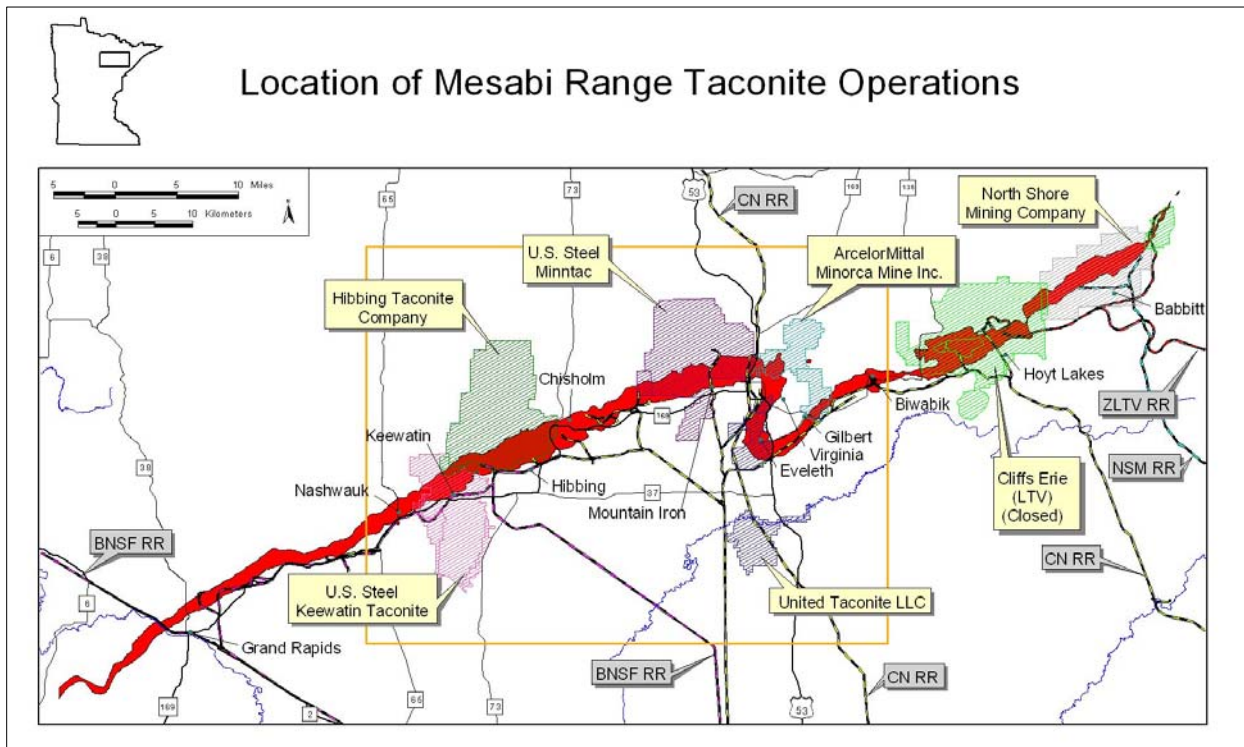 Location of Mesabi Range Taconite Operations
5 0 5 10 Miles
5 0 5 10 Kilometers
65
73
53
CN RR
169
135
North Shore
Mining Company
6
38
U.S. Steel
Minntac
ArcelorMittal
Minorca Mine Inc.
Hibbing Taconite
Company
Babbitt
Chisholm
Hoyt Lakes
ZLTV RR
169
Biwabik
Keewatin
Gilbert
Virginia
Eveleth
NSM RR
38
Nashwauk
Hibbing
37
Mountain Iron
Cliffs Erie
(LTV)
(Closed)
BNSF RR
CN RR
U.S. Steel
Keewatin Taconite
United Taconite LLC
6
Grand Rapids
BNSF RR
CN RR
169
2
65
73
53